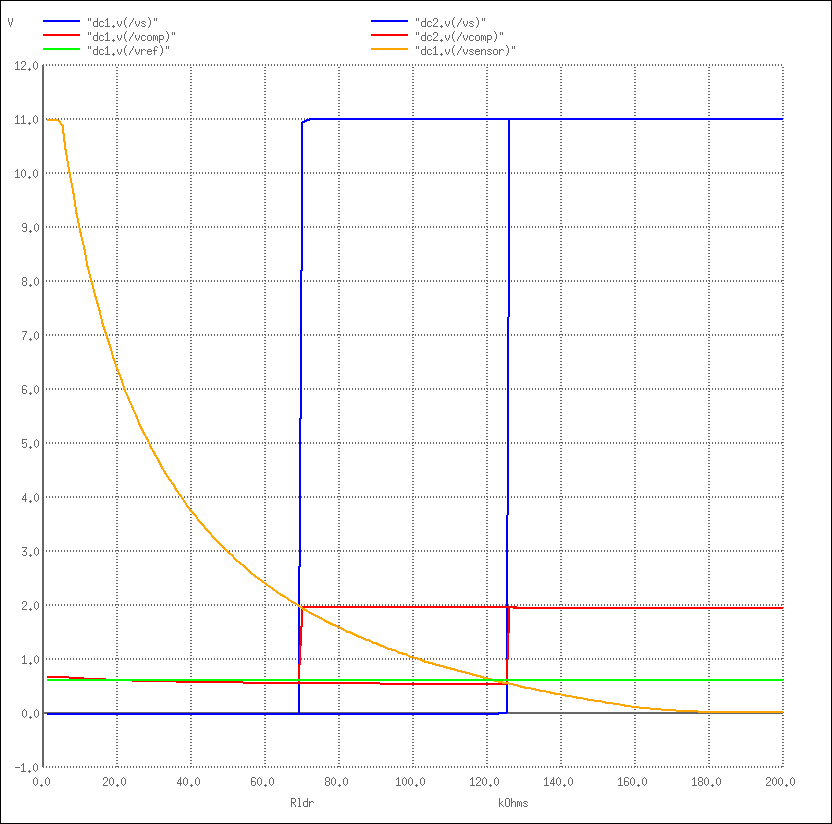 V
"dc1.v(/vs)" "dc2.v(/vs)"
"dc1.v(/vcomp)" "dc2.v(/vcomp)"
"dc1.v(/vref)" "dc1.v(/vsensor)"
12.0
11.0
10.0
9.0
8.0
7.0
6.0
5.0
4.0
3.0
2.0
1.0
0.0
-1.0
0.0 20.0 40.0 60.0 80.0 100.0 120.0 140.0 160.0 180.0 200.0
Rldr kOhms